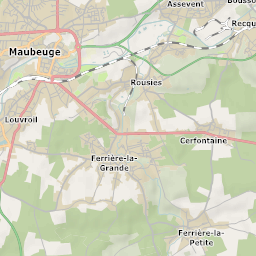 Assevent
Bousso
Recqu
Maubeuge
Rousies
Louvroil
Cerfontaine
Ferrière-la-
Grande
Ferrière-la-
Petite